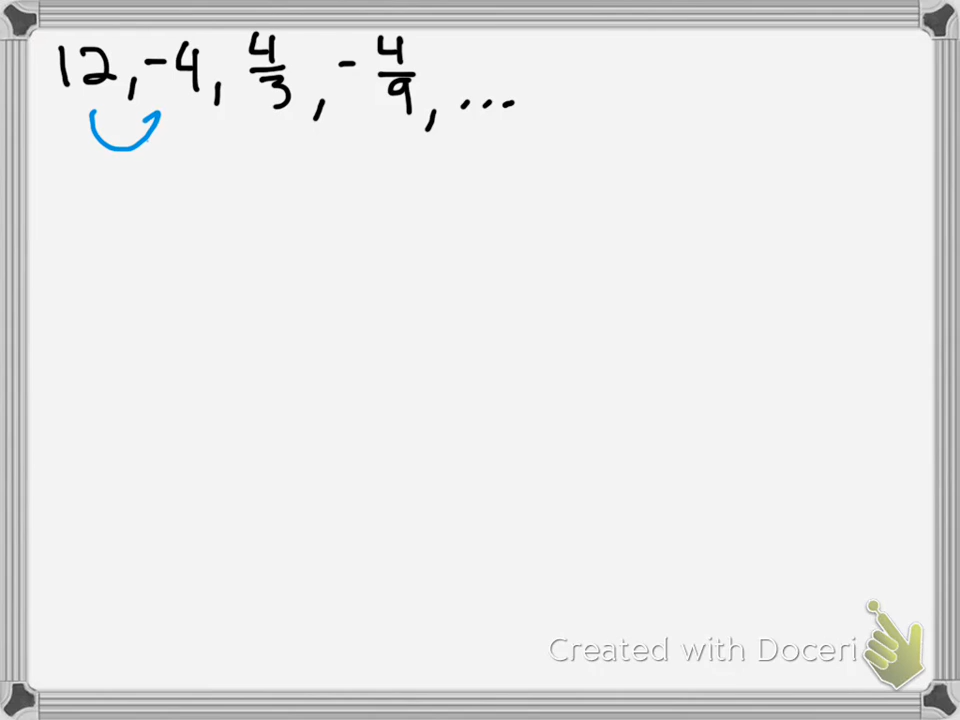 12, -4, 4/3, -4/9, ...
Created with Doceri